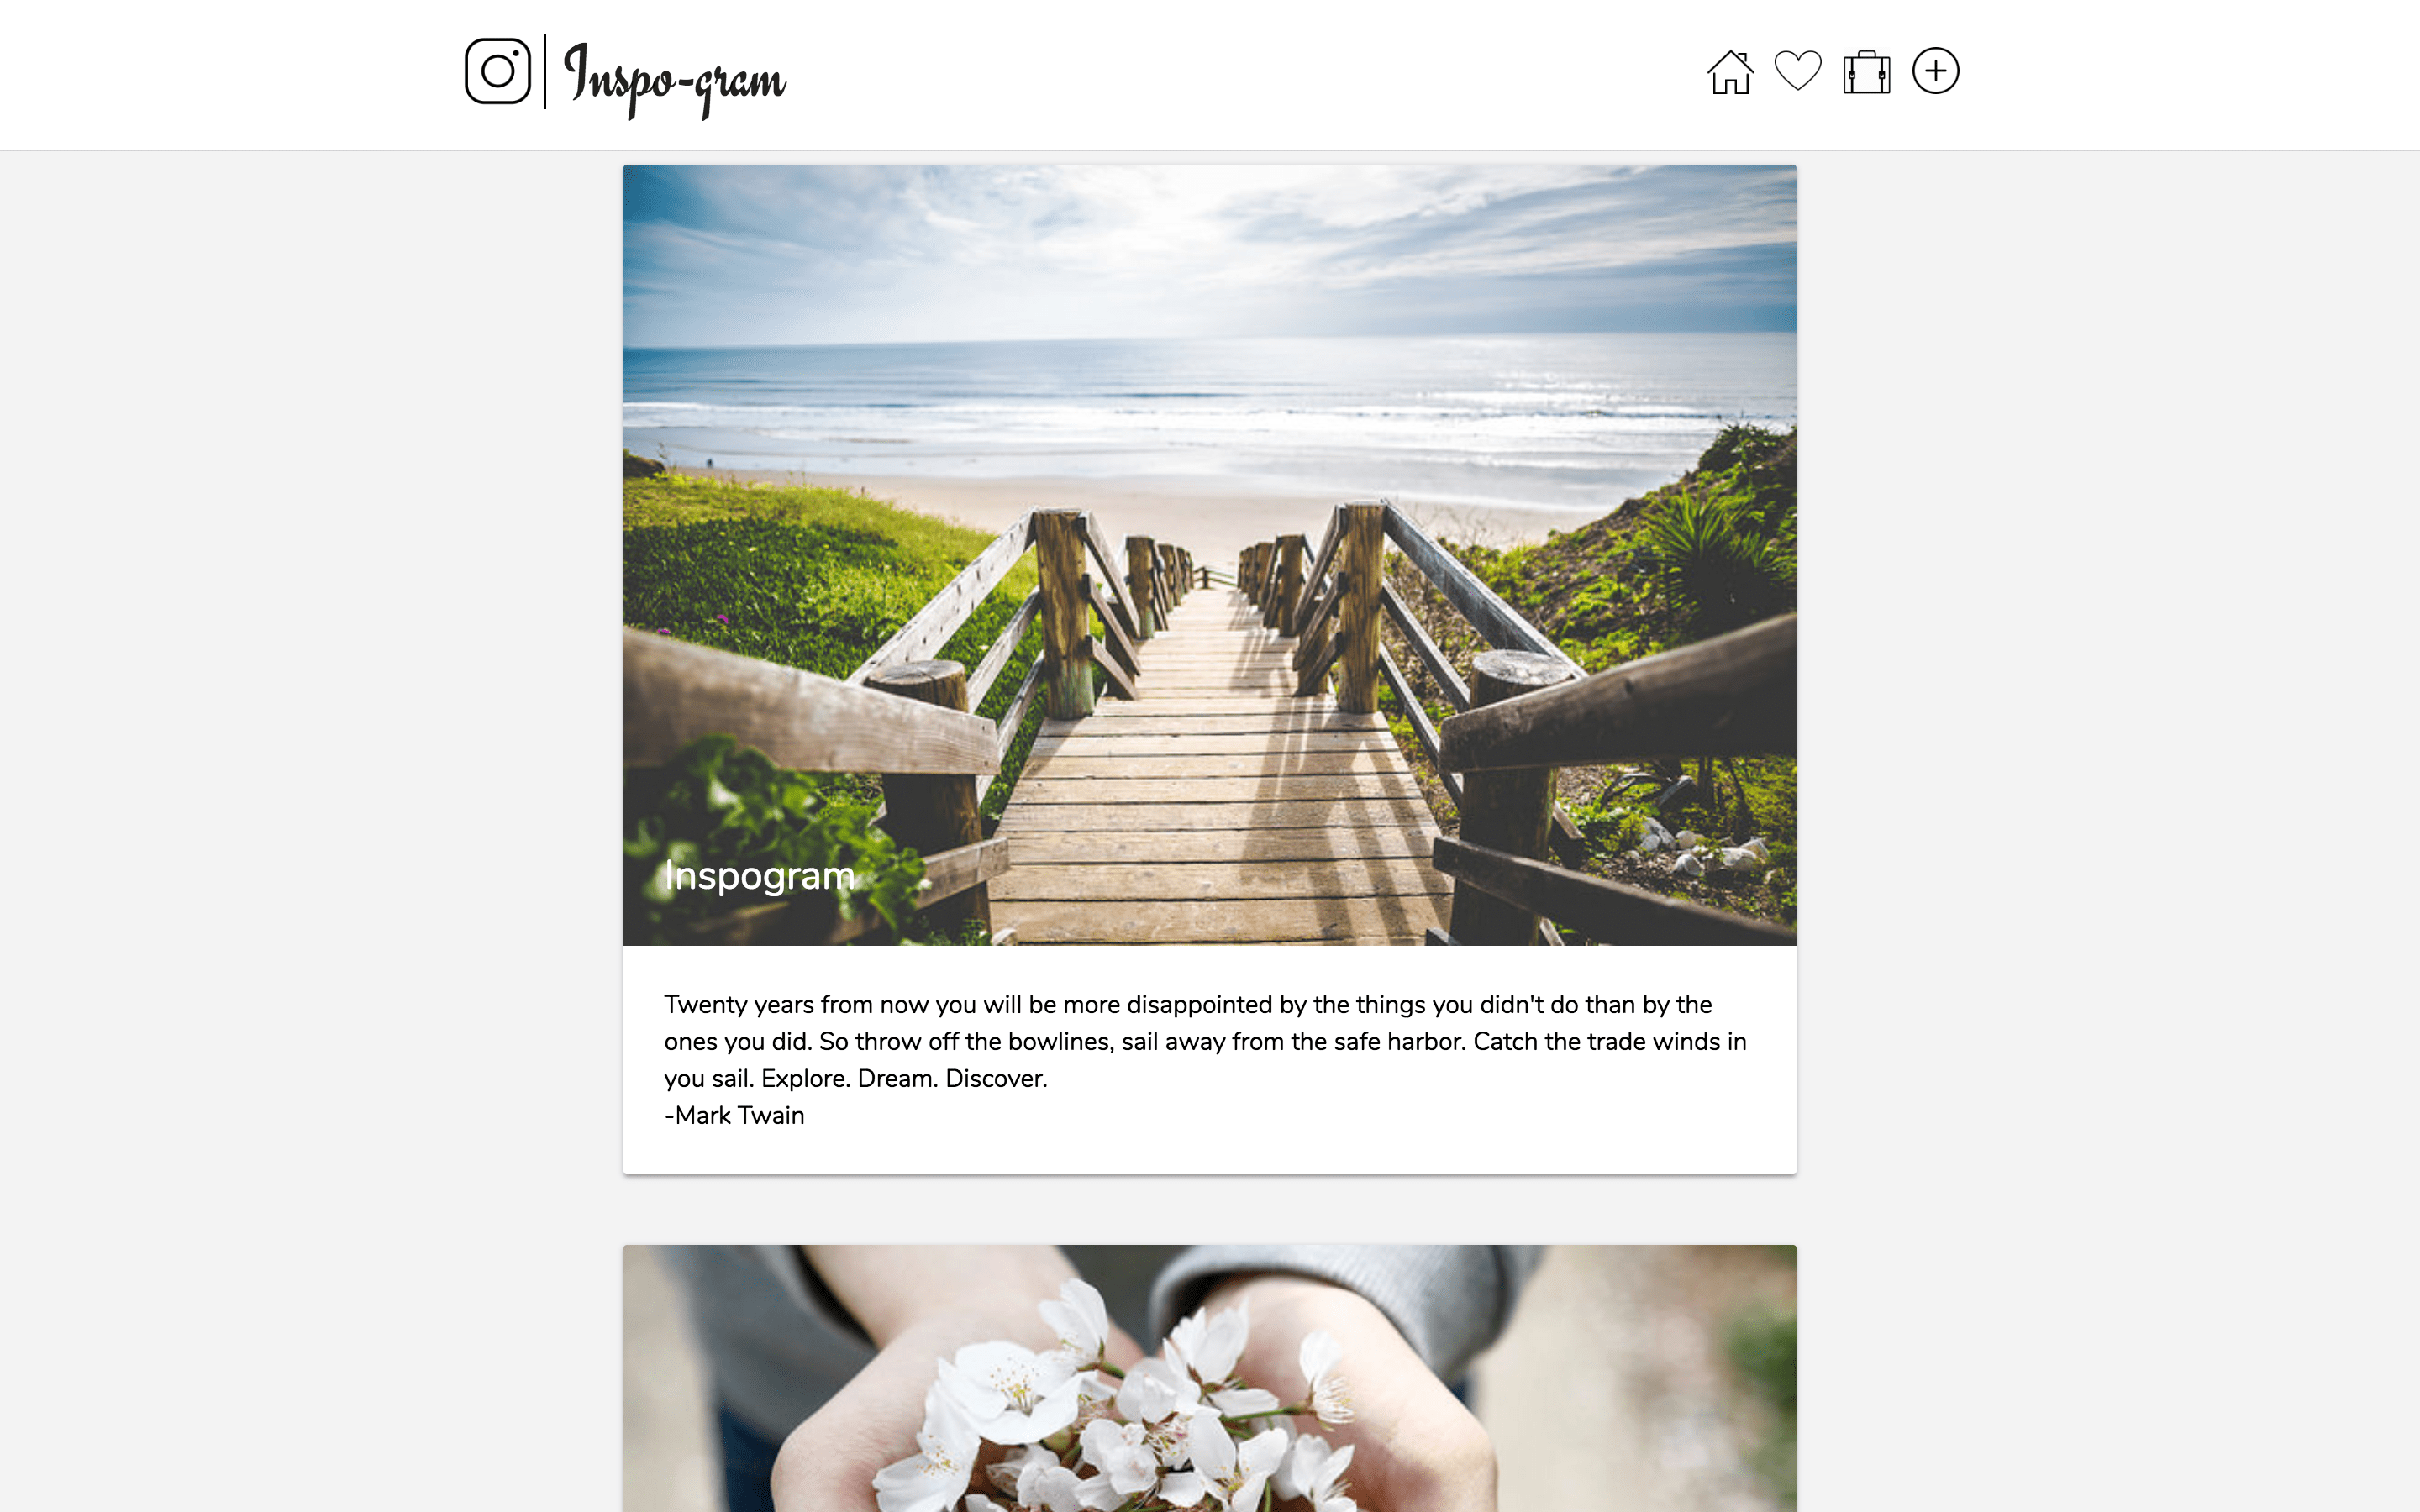 Inspo-gram
Inspogram
Twenty years from now you will be more disappointed by the things you didn't do than by the
ones you did. So throw off the bowlines, sail away from the safe harbor. Catch the trade winds in
you sail. Explore. Dream. Discover.
-Mark Twain